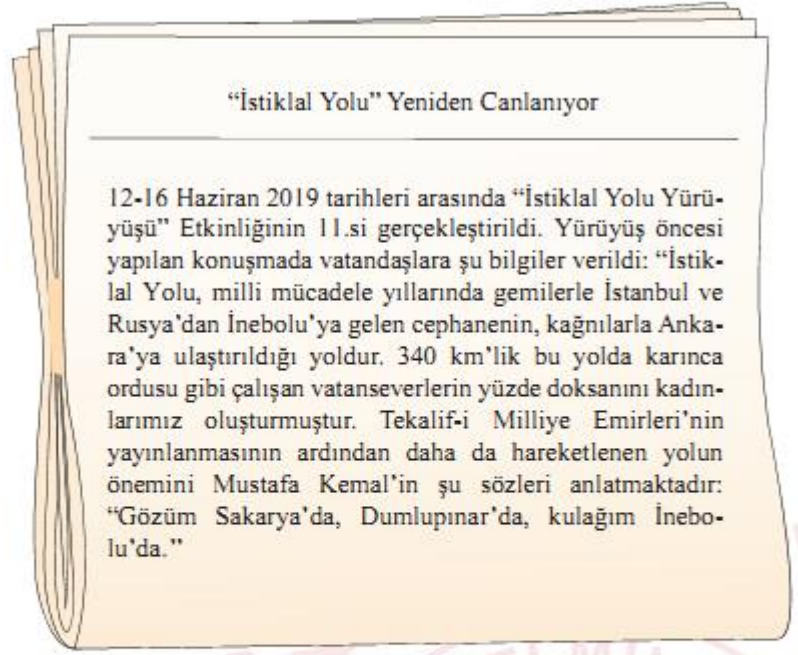 “İstiklal Yolu” Yeniden Canlanıyor
12-16 Haziran 2019 tarihleri arasında “İstiklal Yolu Yürü-
yüşü” Etkinliğinin 11.si gerçekleştirildi. Yürüyüş öncesi
yapılan konuşmada vatandaşlara şu bilgiler verildi: “İstik-
lal Yolu, milli mücadele yıllarında gemilerle İstanbul ve
Rusya’dan İnebolu’ya gelen cephanenin, kağnılarla Anka-
ra’ya ulaştırıldığı yoldur. 340 km’lik bu yolda karınca
ordusu gibi çalışan vatanseverlerin yüzde doksanını kadın-
larımız oluşturmuştur. Tekalif-i Milliye Emirleri’nin
yayınlanmasının ardından daha da hareketlenen yolun
önemini Mustafa Kemal’in şu sözleri anlatmaktadır:
“Gözüm Sakarya’da, Dumlupınar’da, kulağım İnebo-
lu’da.”